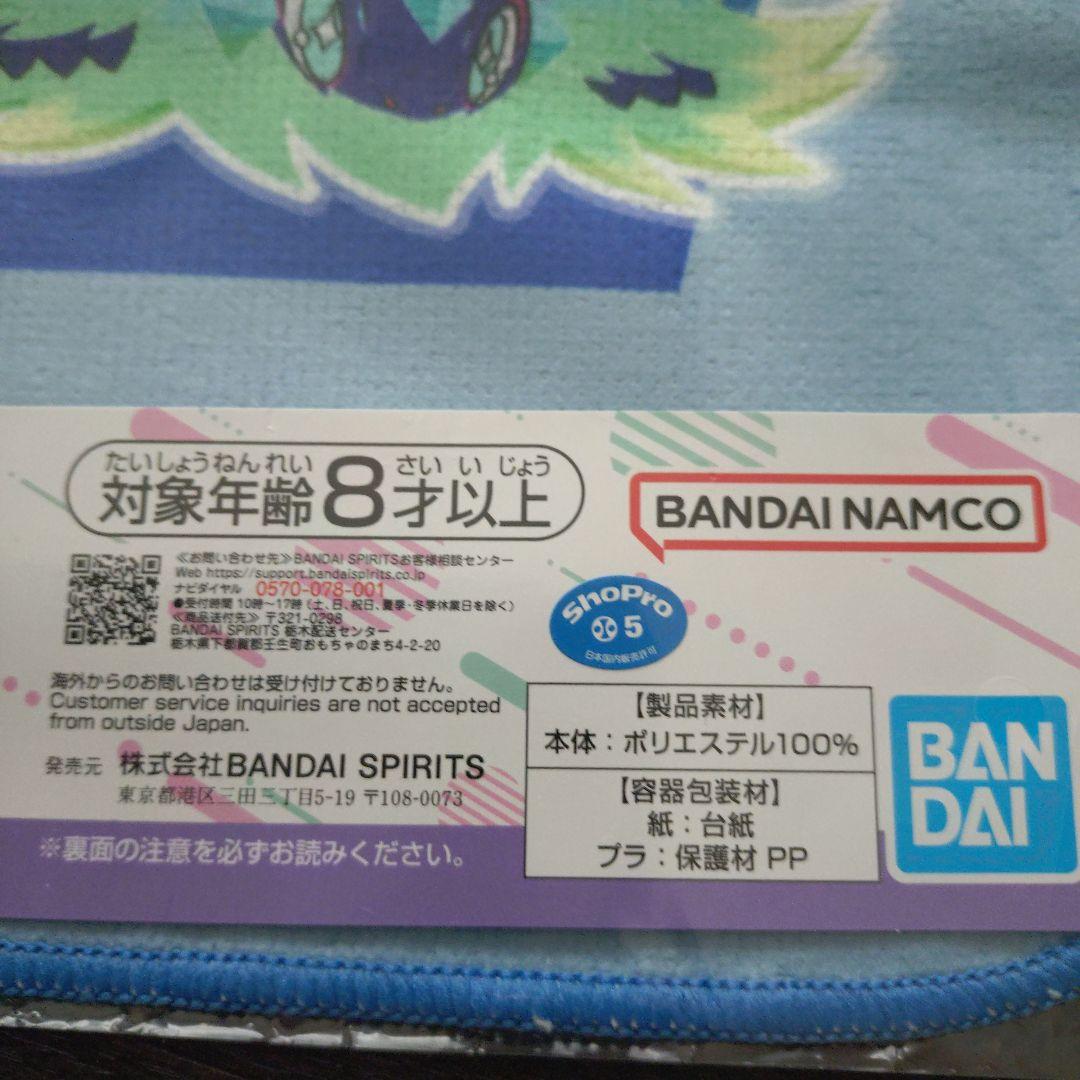 たいしょうねんれい さい い じょう
対象年齢8才以上
BANDAI NAMCO
≪お問い合わせ先≫BANDAI SPIRITSお客様相談センター
Web https://support.bandaispirits.co.jp
ナビダイヤル 0570-078-001
●受付時間 10時~17時(土、日、祝日、夏季・冬季休業日を除く)
≪商品送付先≫ 〒321-0298
BANDAI SPIRITS 栃木配送センター
栃木県下都賀郡壬生町おもちゃのまち4-2-20
ShoPro
5
日本国内販売許可
海外からのお問い合わせは受け付けておりません。
Customer service inquiries are not accepted
from outside Japan.
発売元 株式会社BANDAI SPIRITS
東京都港区三田三丁目5-19 〒108-0073
※裏面の注意を必ずお読みください。
【製品素材】
本体:ポリエステル100%
【容器包装材】
紙:台紙
プラ:保護材 PP
BAN
DAI